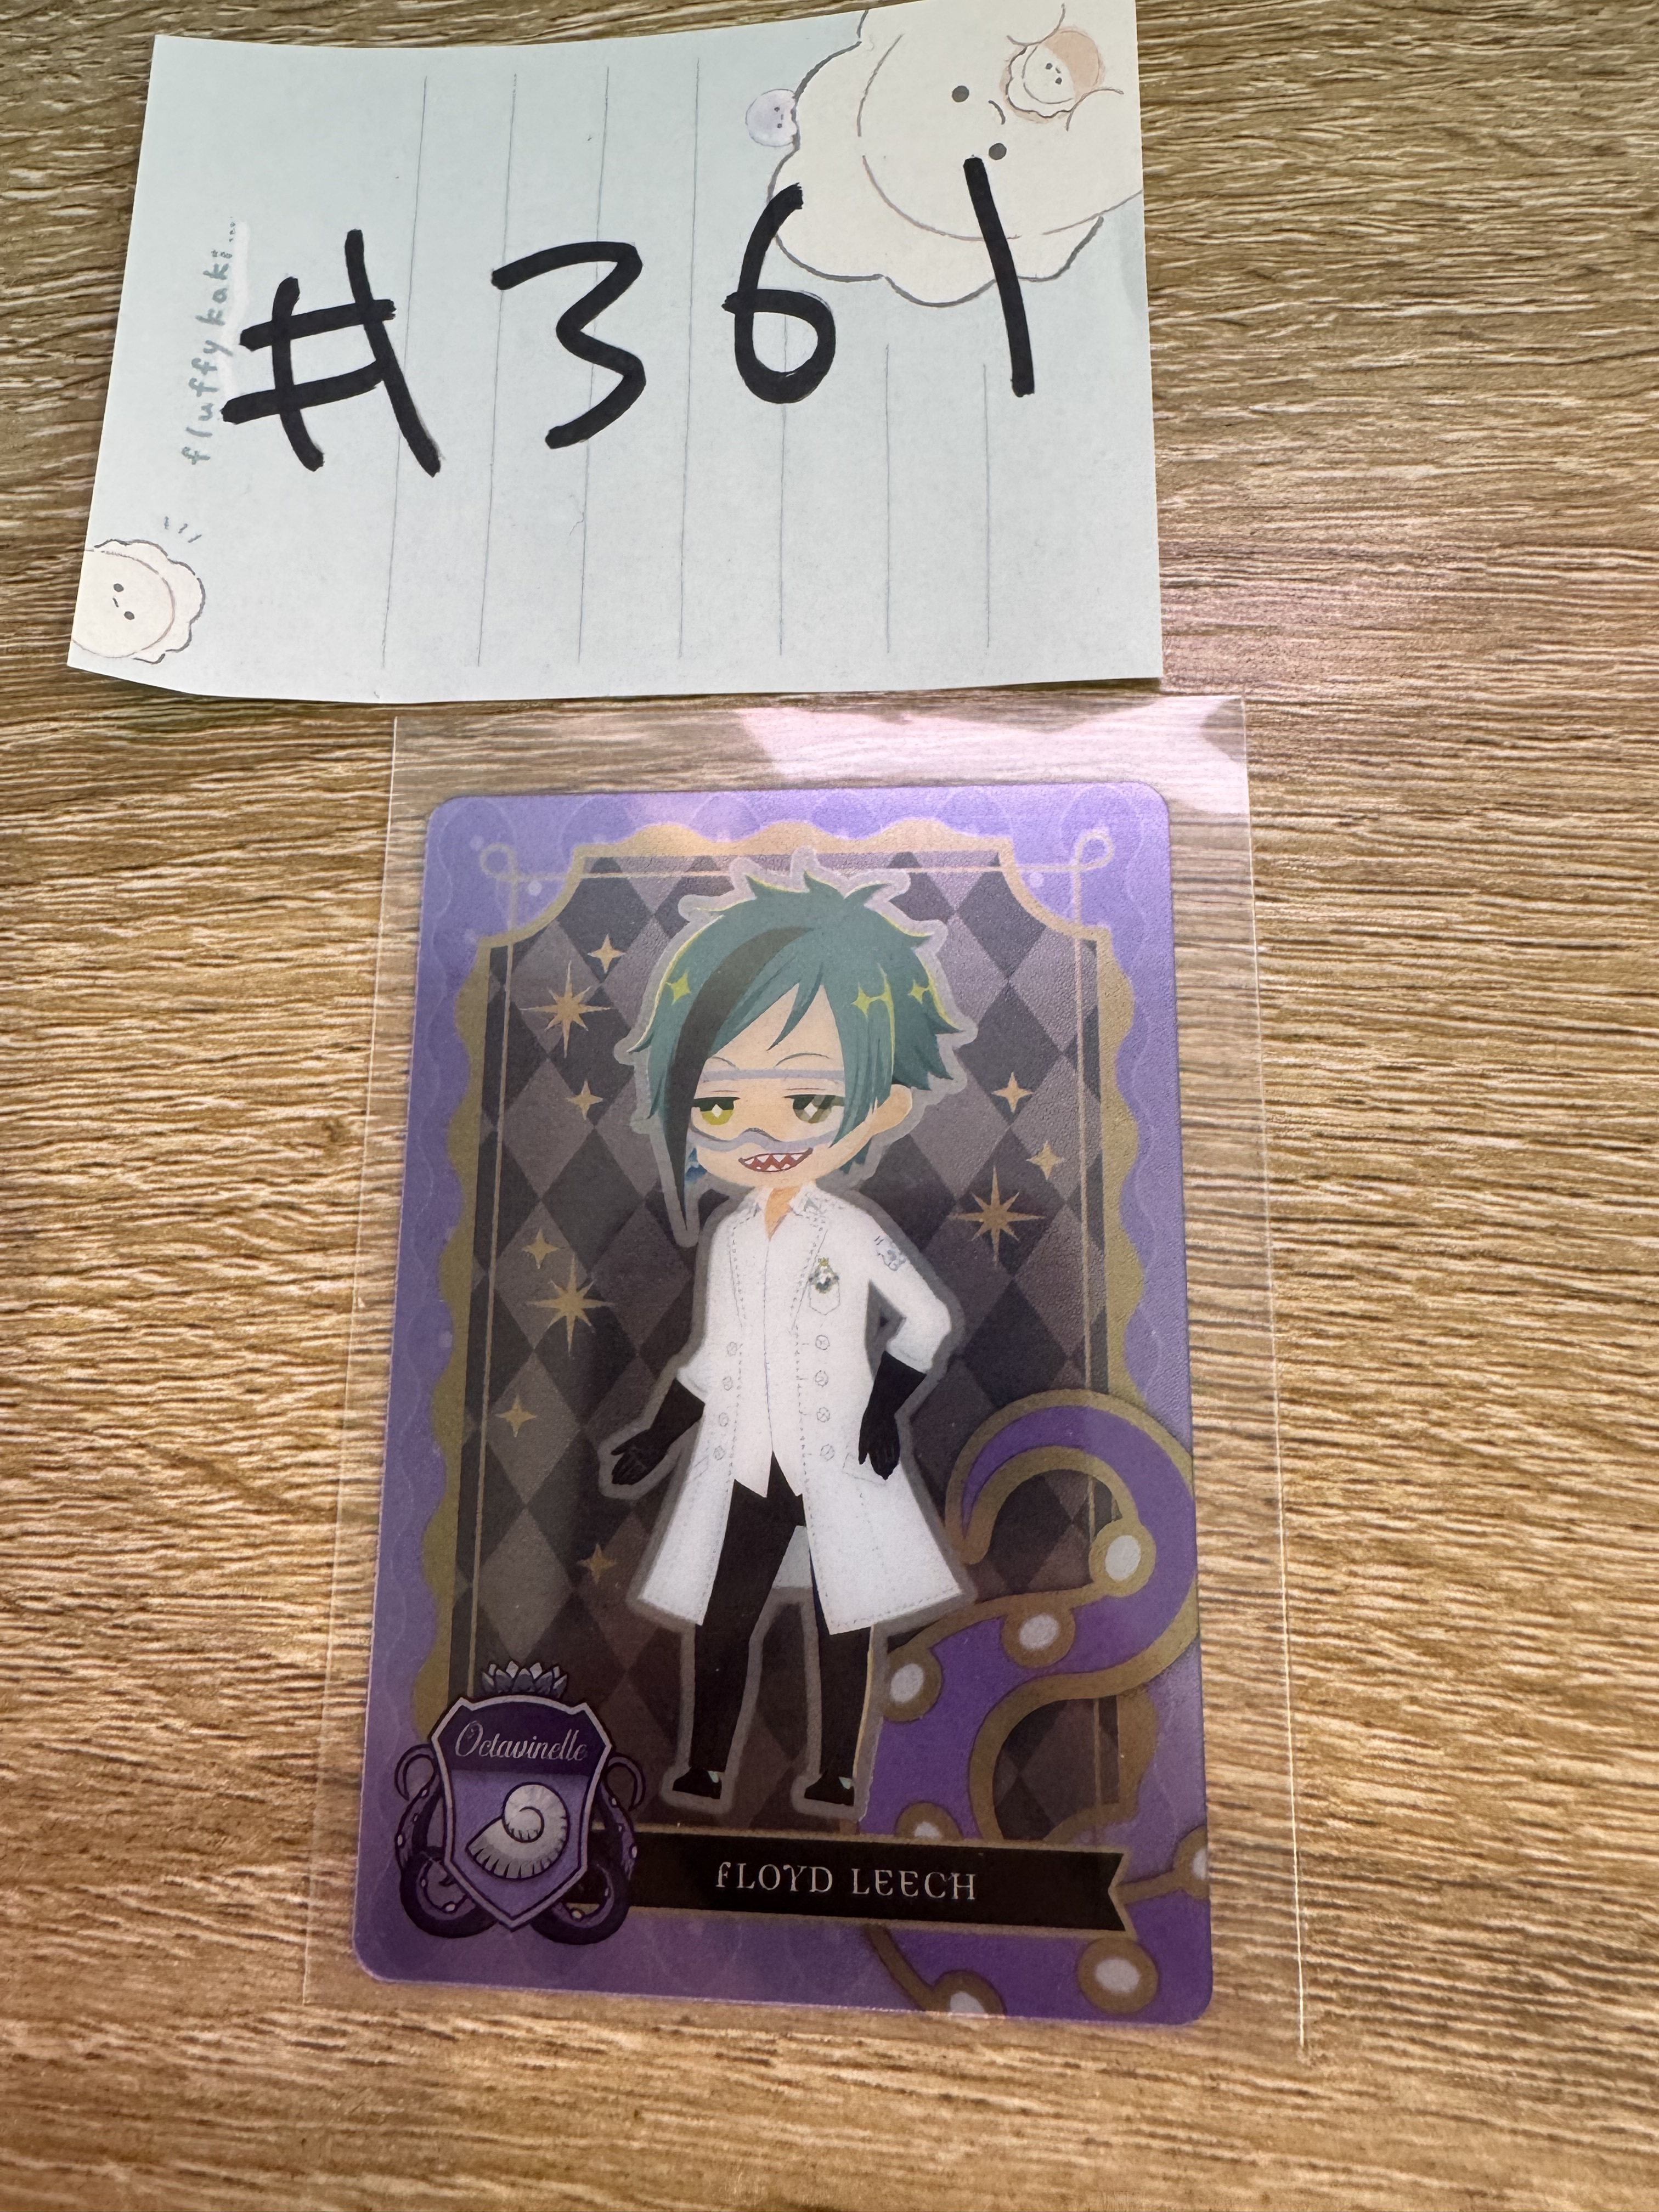 #361
fluffy kaki...
Octavinelle
FLOYD LEECH